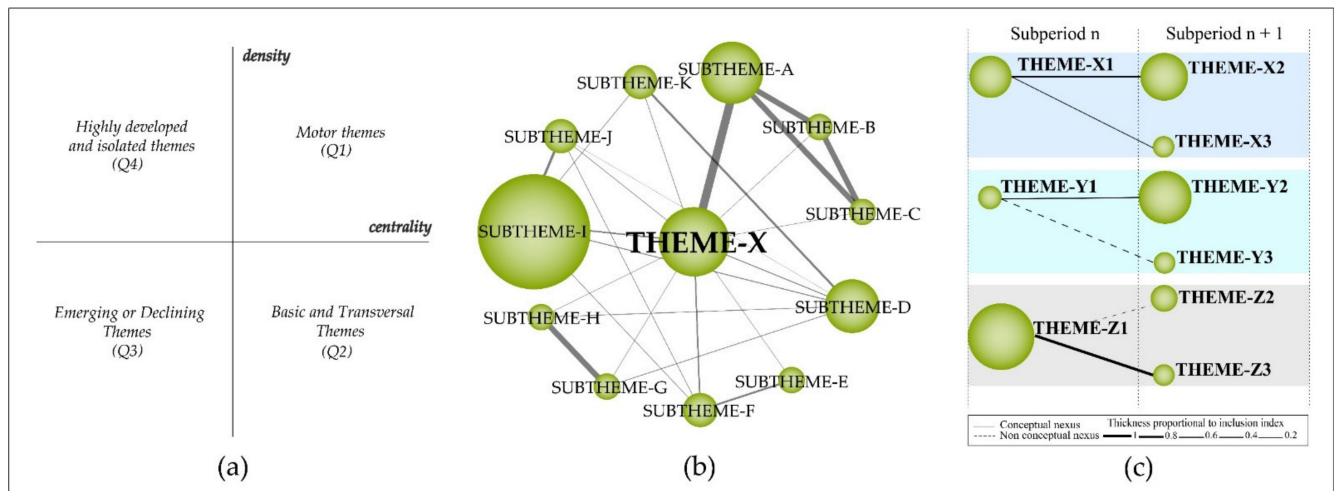 density
Highly developed
and isolated themes
(Q4)
Motor themes
(Q1)
centrality
Emerging or Declining
Themes
(Q3)
Basic and Transversal
Themes
(Q2)
(a)
SUBTHEME-A
SUBTHEME-K
SUBTHEME-B
SUBTHEME-J
SUBTHEME-C
SUBTHEME-I
THEME-X
SUBTHEME-D
SUBTHEME-H
SUBTHEME-G
SUBTHEME-E
SUBTHEME-F
(b)
Subperiod n
Subperiod n + 1
THEME-X1
THEME-X2
THEME-X3
THEME-Y1
THEME-Y2
THEME-Y3
THEME-Z1
THEME-Z2
THEME-Z3
Conceptual nexus
Non conceptual nexus
Thickness proportional to inclusion index
1 0.8 0.6 0.4 0.2
(c)